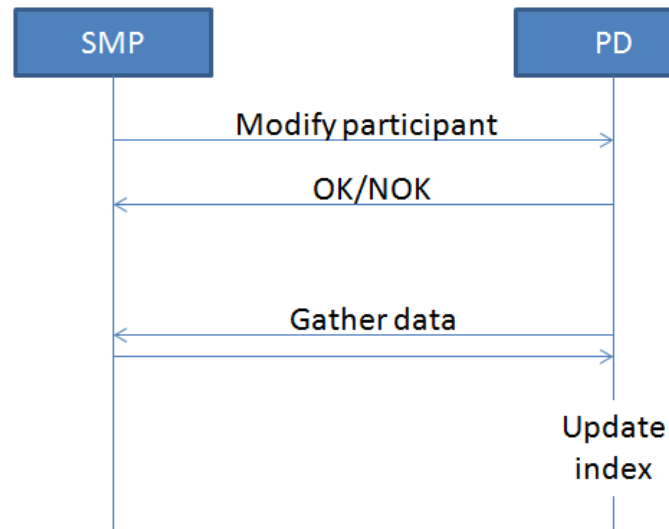 SMP
PD
Modify participant
OK/NOK
Gather data
Update
index